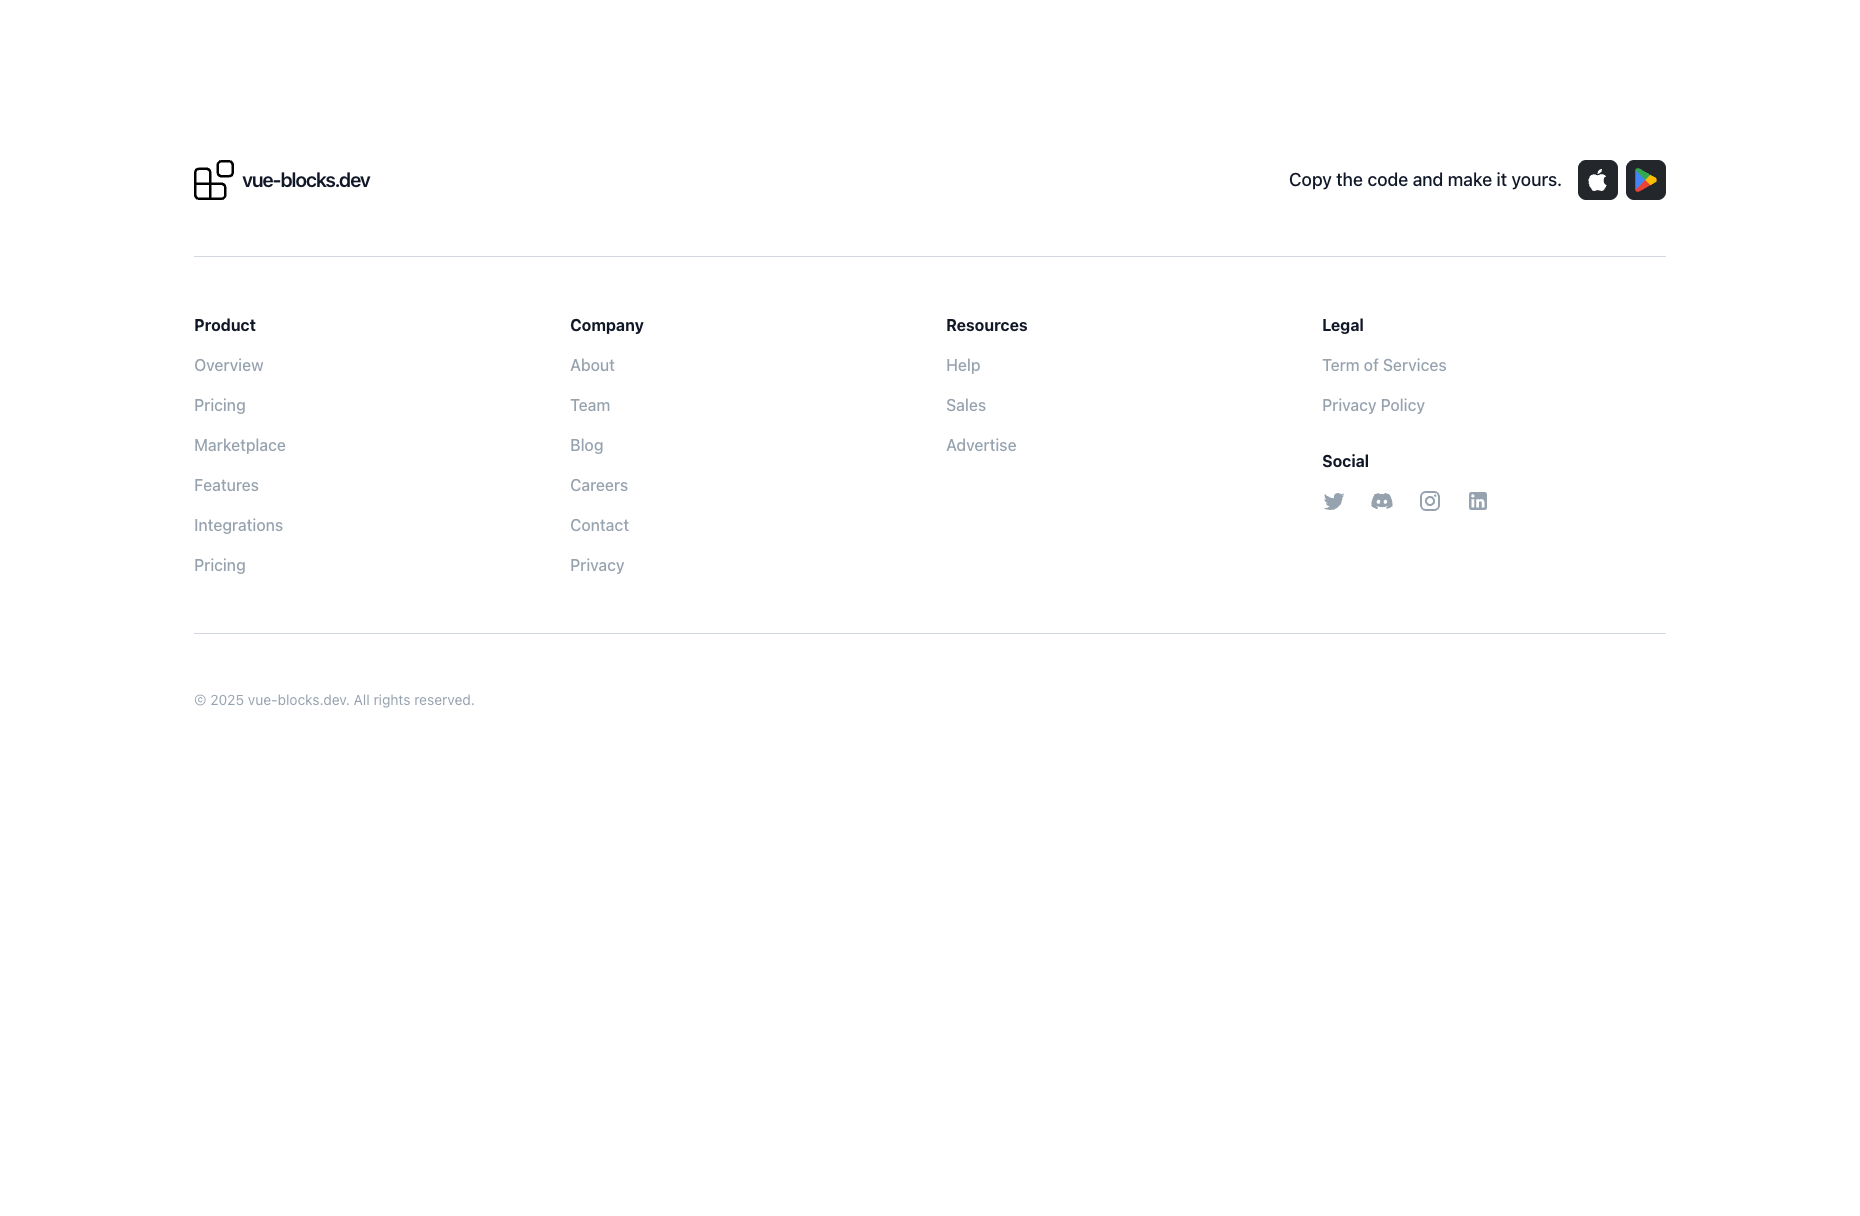 vue-blocks.dev
Copy the code and make it yours.
Product
Overview
Pricing
Marketplace
Features
Integrations
Pricing
Company
About
Team
Blog
Careers
Contact
Privacy
Resources
Help
Sales
Advertise
Legal
Term of Services
Privacy Policy
Social
© 2025 vue-blocks.dev. All rights reserved.